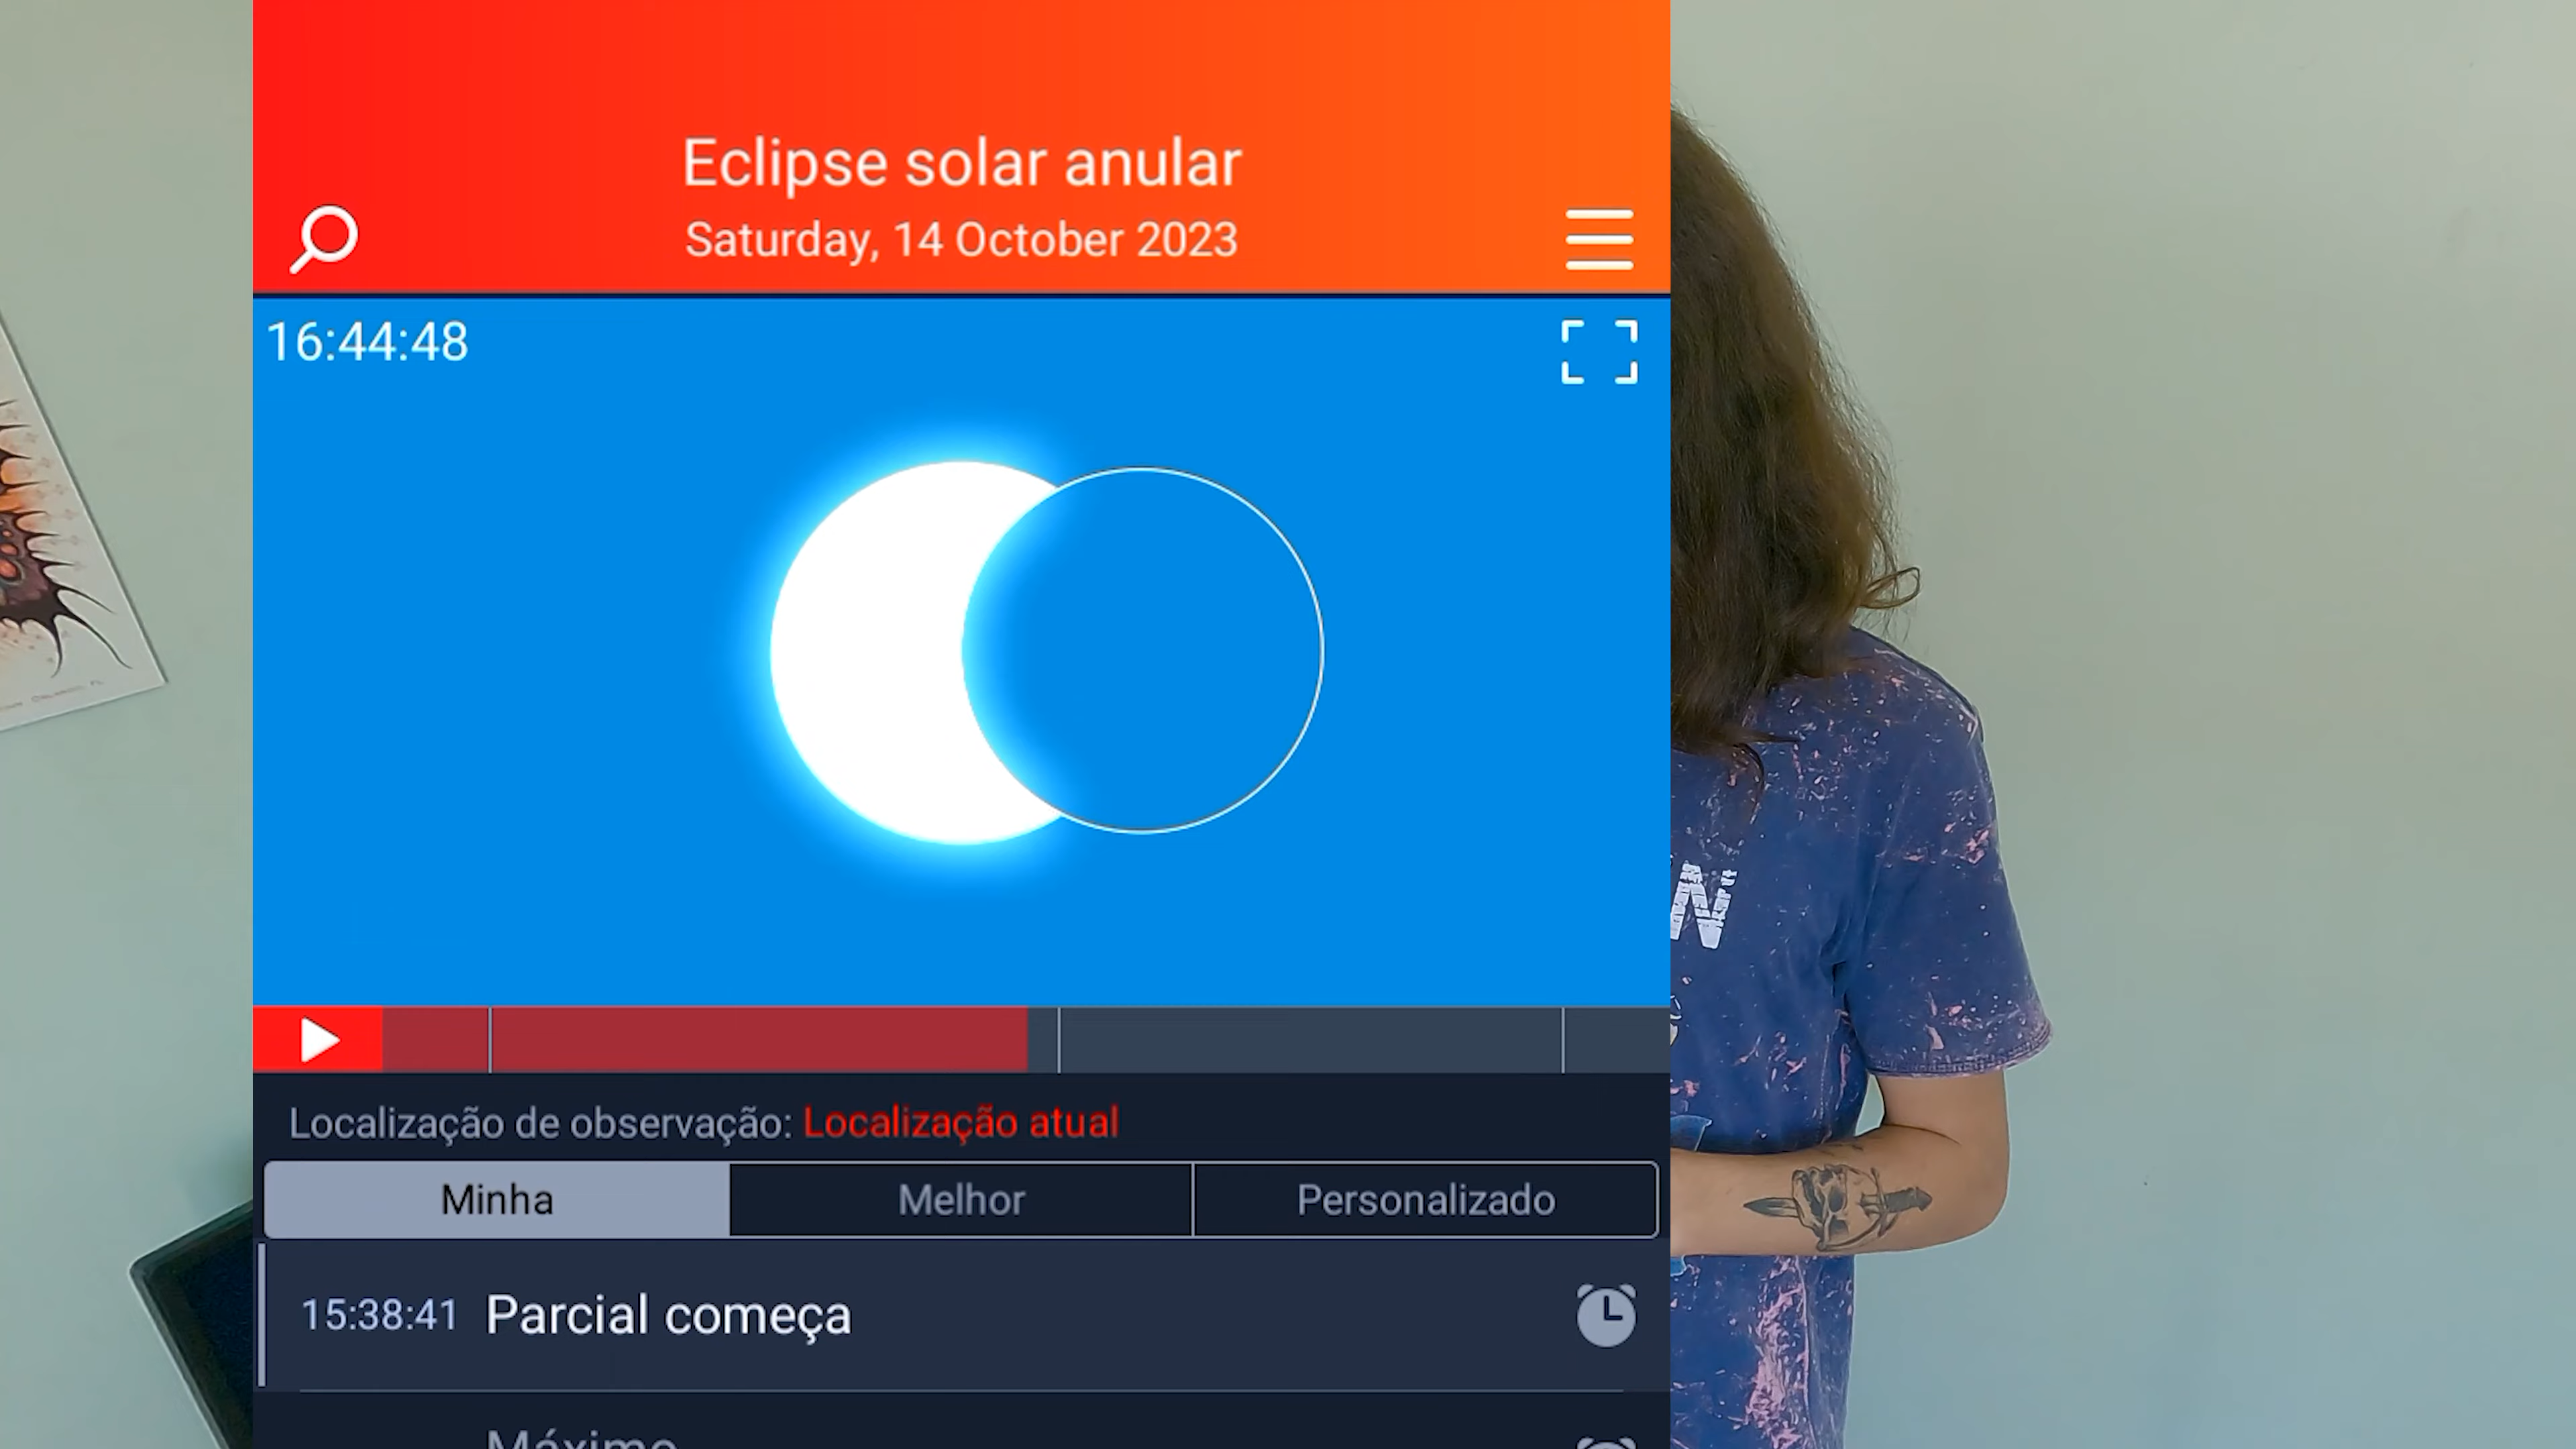 Eclipse solar anular
Saturday, 14 October 2023
16:44:48
Localização de observação: Localização atual
Minha
Melhor
Personalizado
15:38:41 Parcial começa
Máximo